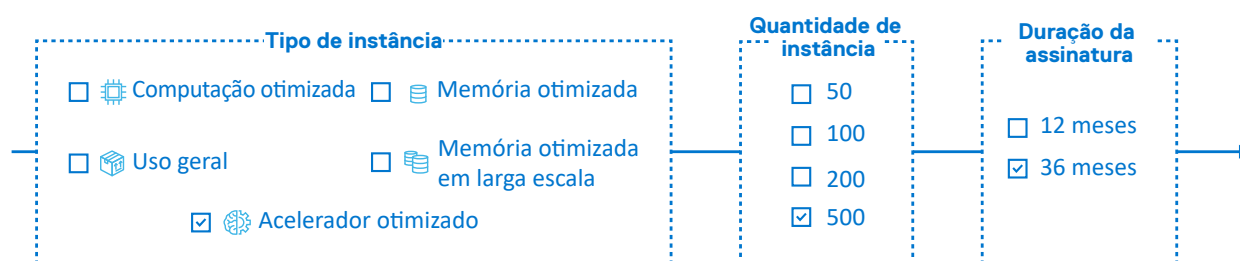 Tipo de instância
Computação otimizada
Memória otimizada
Uso geral
Memória otimizada
em larga escala
Acelerador otimizado
Quantidade de
instância
50
100
200
500
Duração da
assinatura
12 meses
36 meses